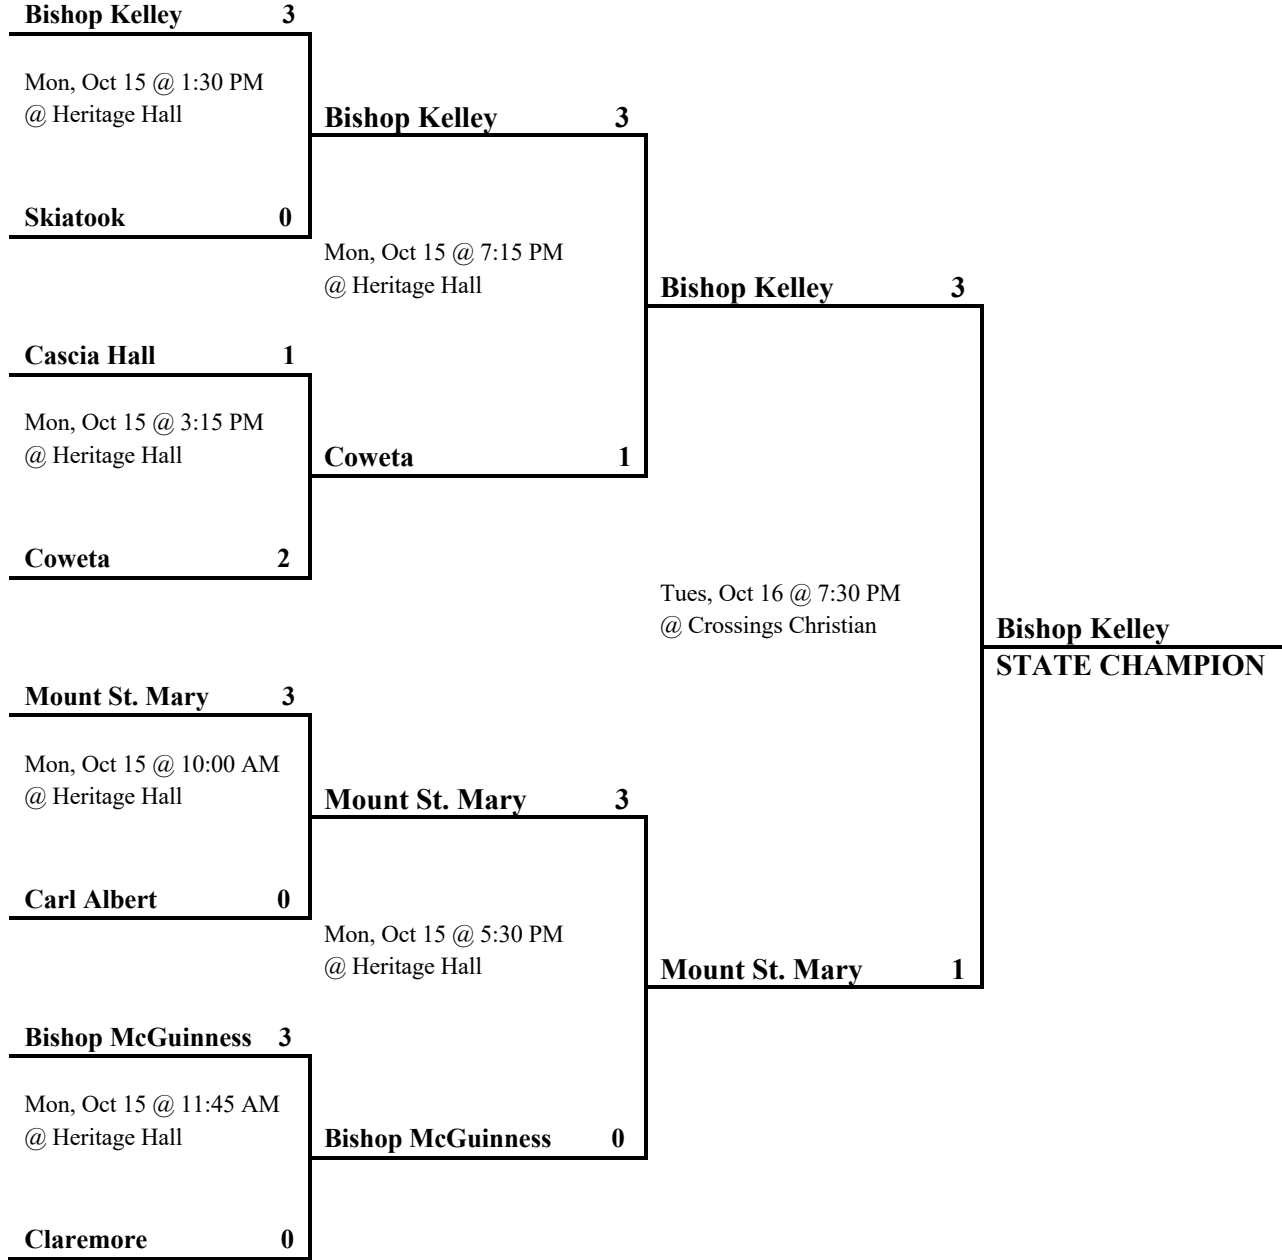 Bishop Kelley 3
Mon, Oct 15 @ 1:30 PM
@ Heritage Hall
Bishop Kelley 3
Skiatook 0
Mon, Oct 15 @ 7:15 PM
@ Heritage Hall
Bishop Kelley 3
Cascia Hall 1
Mon, Oct 15 @ 3:15 PM
@ Heritage Hall
Coweta 1
Coweta 2
Tues, Oct 16 @ 7:30 PM
@ Crossings Christian
Bishop Kelley
STATE CHAMPION
Mount St. Mary 3
Mon, Oct 15 @ 10:00 AM
@ Heritage Hall
Mount St. Mary 3
Carl Albert 0
Mon, Oct 15 @ 5:30 PM
@ Heritage Hall
Mount St. Mary 1
Bishop McGuinness 3
Mon, Oct 15 @ 11:45 AM
@ Heritage Hall
Bishop McGuinness 0
Claremore 0